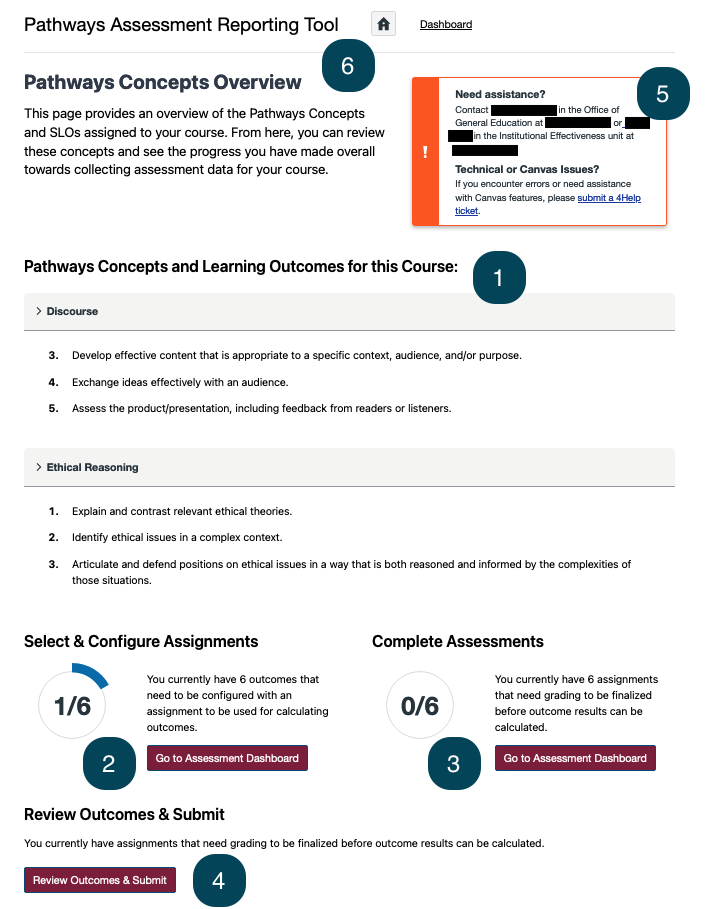 Pathways Assessment Reporting Tool
Dashboard
6
Pathways Concepts Overview
This page provides an overview of the Pathways Concepts
and SLOs assigned to your course. From here, you can review
these concepts and see the progress you have made overall
towards collecting assessment data for your course.
5
Need assistance?
Contact in the Office of
General Education at or
in the Institutional Effectiveness unit at
!
Technical or Canvas Issues?
If you encounter errors or need assistance
with Canvas features, please submit a 4Help
ticket.
Pathways Concepts and Learning Outcomes for this Course:
1
Discourse
3. Develop effective content that is appropriate to a specific context, audience, and/or purpose.
4. Exchange ideas effectively with an audience.
5. Assess the product/presentation, including feedback from readers or listeners.
Ethical Reasoning
1. Explain and contrast relevant ethical theories.
2. Identify ethical issues in a complex context.
3. Articulate and defend positions on ethical issues in a way that is both reasoned and informed by the complexities of
those situations.
Select & Configure Assignments
1/6
You currently have 6 outcomes that
need to be configured with an
assignment to be used for calculating
outcomes.
2
Go to Assessment Dashboard
Complete Assessments
0/6
You currently have 6 assignments
that need grading to be finalized
before outcome results can be
calculated.
3
Go to Assessment Dashboard
Review Outcomes & Submit
You currently have assignments that need grading to be finalized before outcome results can be calculated.
Review Outcomes & Submit
4